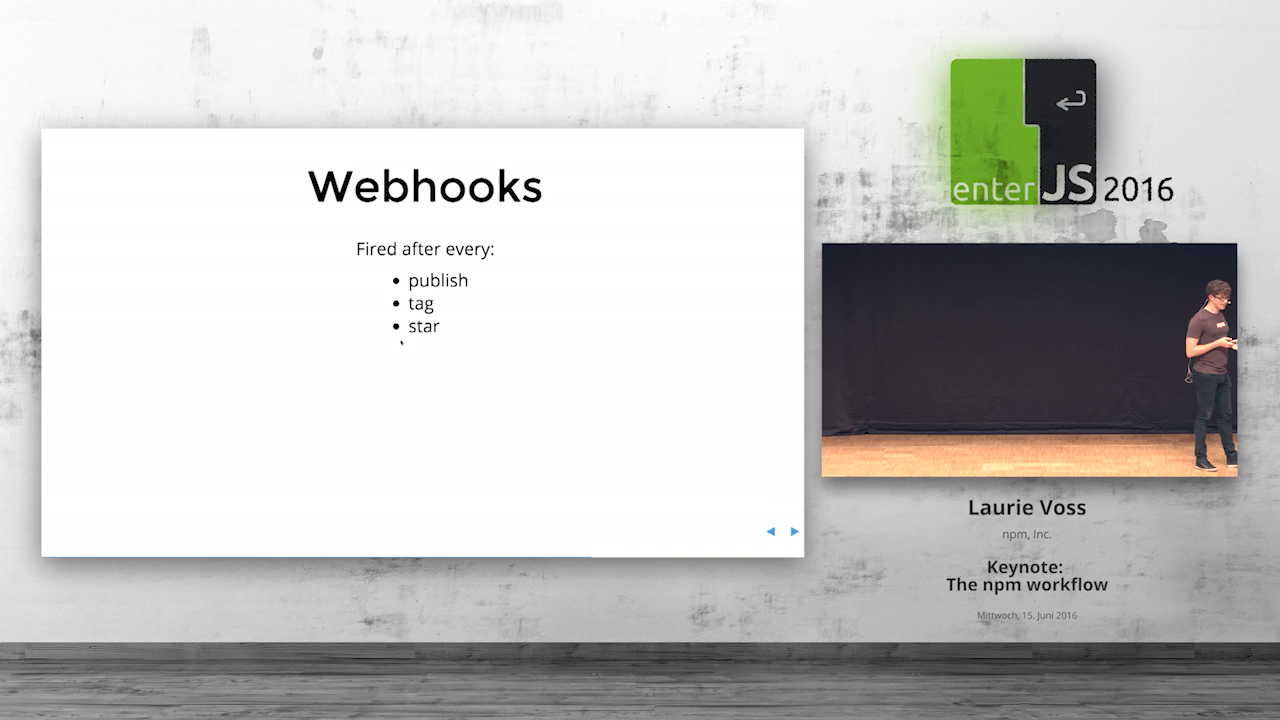 Webhooks
Fired after every:
publish
tag
star
enter JS 2016
Laurie Voss
npm, Inc.
Keynote:
The npm workflow
Mittwoch, 15. Juni 2016